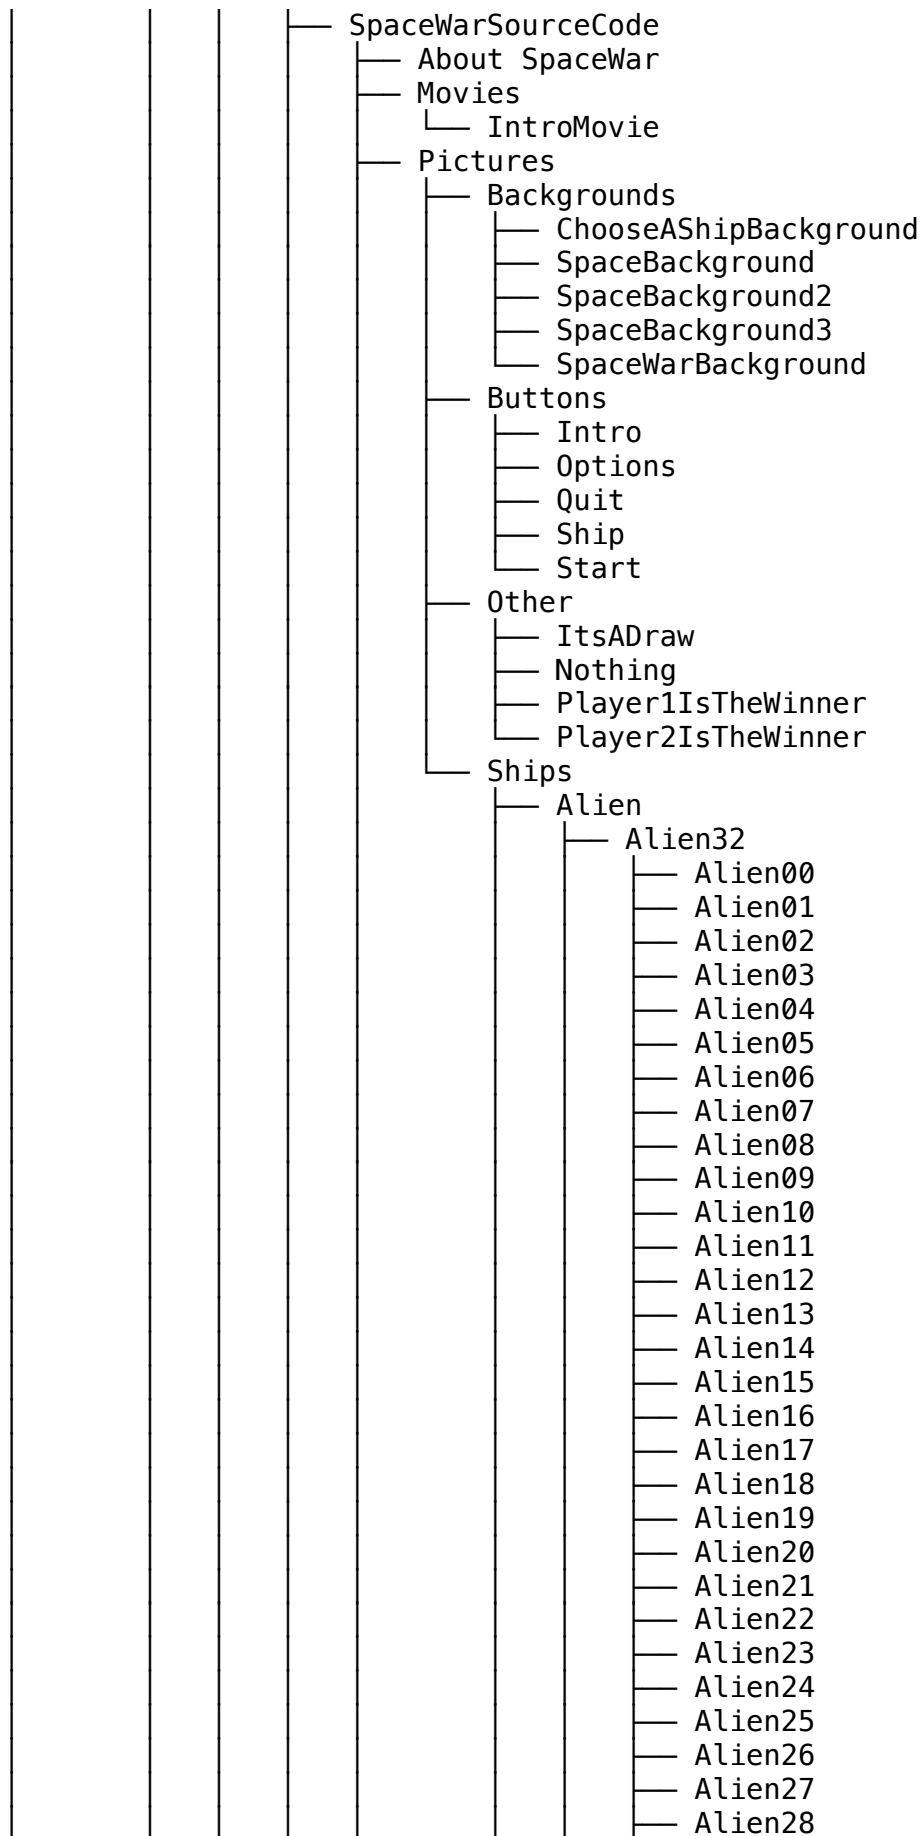 SpaceWarSourceCode
About SpaceWar
Movies
IntroMovie
Pictures
Backgrounds
ChooseAShipBackground
SpaceBackground
SpaceBackground2
SpaceBackground3
SpaceWarBackground
Buttons
Intro
Options
Quit
Ship
Start
Other
ItsADraw
Nothing
Player1IsTheWinner
Player2IsTheWinner
Ships
Alien
Alien32
Alien00
Alien01
Alien02
Alien03
Alien04
Alien05
Alien06
Alien07
Alien08
Alien09
Alien10
Alien11
Alien12
Alien13
Alien14
Alien15
Alien16
Alien17
Alien18
Alien19
Alien20
Alien21
Alien22
Alien23
Alien24
Alien25
Alien26
Alien27
Alien28